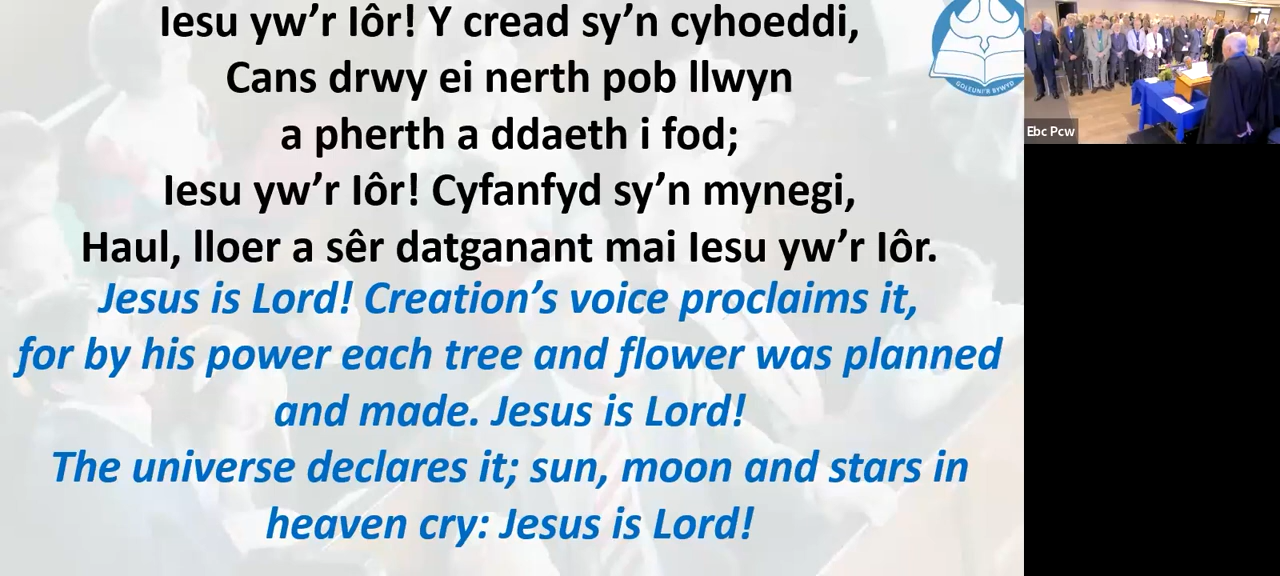 Iesu yw’r Iôr! Y cread sy’n cyhoeddi,
Cans drwy ei nerth pob llwyn
a pherth a ddaeth i fod;
Iesu yw’r Iôr! Cyfanfyd sy’n mynegi,
Haul, lloer a sêr datganant mai Iesu yw’r Iôr.
Jesus is Lord! Creation’s voice proclaims it,
for by his power each tree and flower was planned
and made. Jesus is Lord!
The universe declares it; sun, moon and stars in
heaven cry: Jesus is Lord!
GOLEUNI'R BYWYD
Ebc Pcw